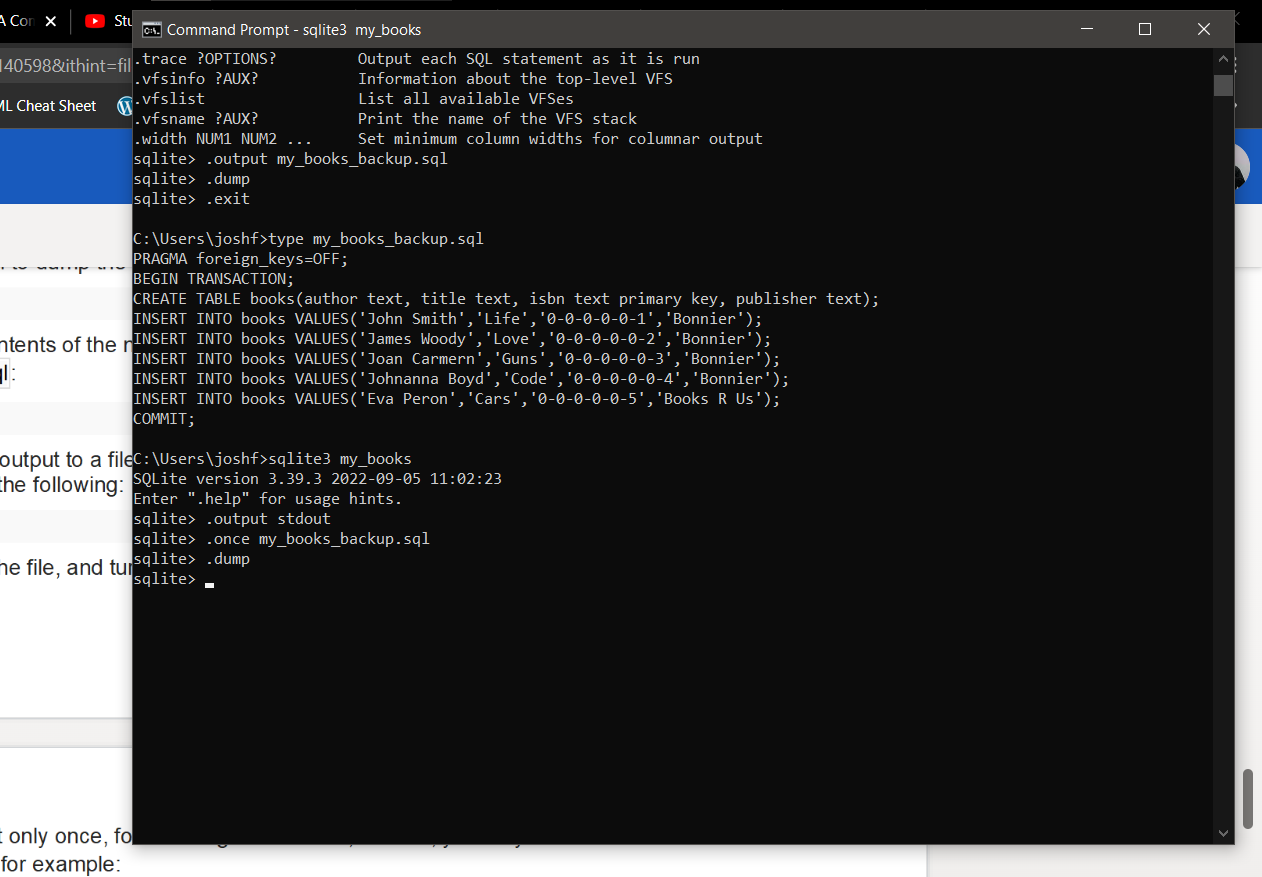 A Con
Stu
Command Prompt - sqlite3 my_books
140598&ithint=fil
ML Cheat Sheet
.trace ?OPTIONS? Output each SQL statement as it is run
.vfsinfo ?AUX? Information about the top-level VFS
.vfslist List all available VFSes
.vfsname ?AUX? Print the name of the VFS stack
.width NUM1 NUM2 ... Set minimum column widths for columnar output
sqlite> .output my_books_backup.sql
sqlite> .dump
sqlite> .exit
C:\Users\joshf>type my_books_backup.sql
PRAGMA foreign_keys=OFF;
BEGIN TRANSACTION;
CREATE TABLE books(author text, title text, isbn text primary key, publisher text);
INSERT INTO books VALUES('John Smith','Life','0-0-0-0-0-1','Bonnier');
INSERT INTO books VALUES('James Woody','Love','0-0-0-0-0-2','Bonnier');
INSERT INTO books VALUES('Joan Carmern','Guns','0-0-0-0-0-3','Bonnier');
INSERT INTO books VALUES('Johnanna Boyd','Code','0-0-0-0-0-4','Bonnier');
INSERT INTO books VALUES('Eva Peron','Cars','0-0-0-0-0-5','Books R Us');
COMMIT;
C:\Users\joshf>sqlite3 my_books
SQLite version 3.39.3 2022-09-05 11:02:23
Enter ".help" for usage hints.
sqlite> .output stdout
sqlite> .once my_books_backup.sql
sqlite> .dump
sqlite>
ntents of the n
ql:
output to a file
the following:
he file, and tur
t only once, fo
for example: